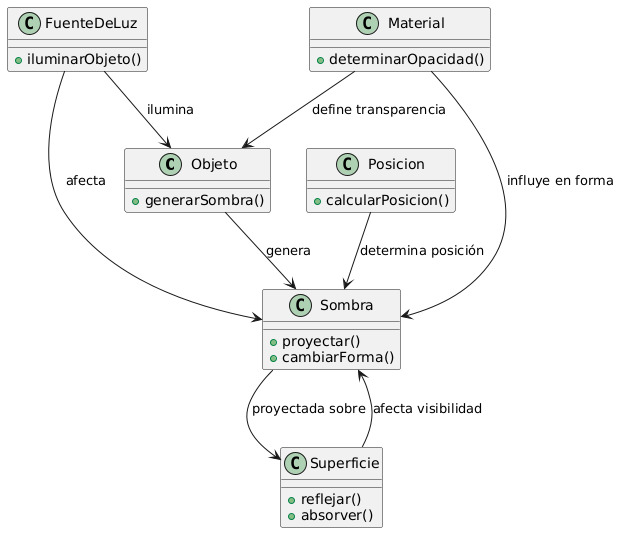 C FuenteDeLuz
iluminarObjeto()
C Material
determinarOpacidad()
ilumina
define transparencia
afecta
influye en forma
C Objeto
generarSombra()
C Posicion
calcularPosicion()
genera
determina posición
C Sombra
proyectar()
cambiarForma()
proyectada sobre
afecta visibilidad
C Superficie
reflejar()
absorver()